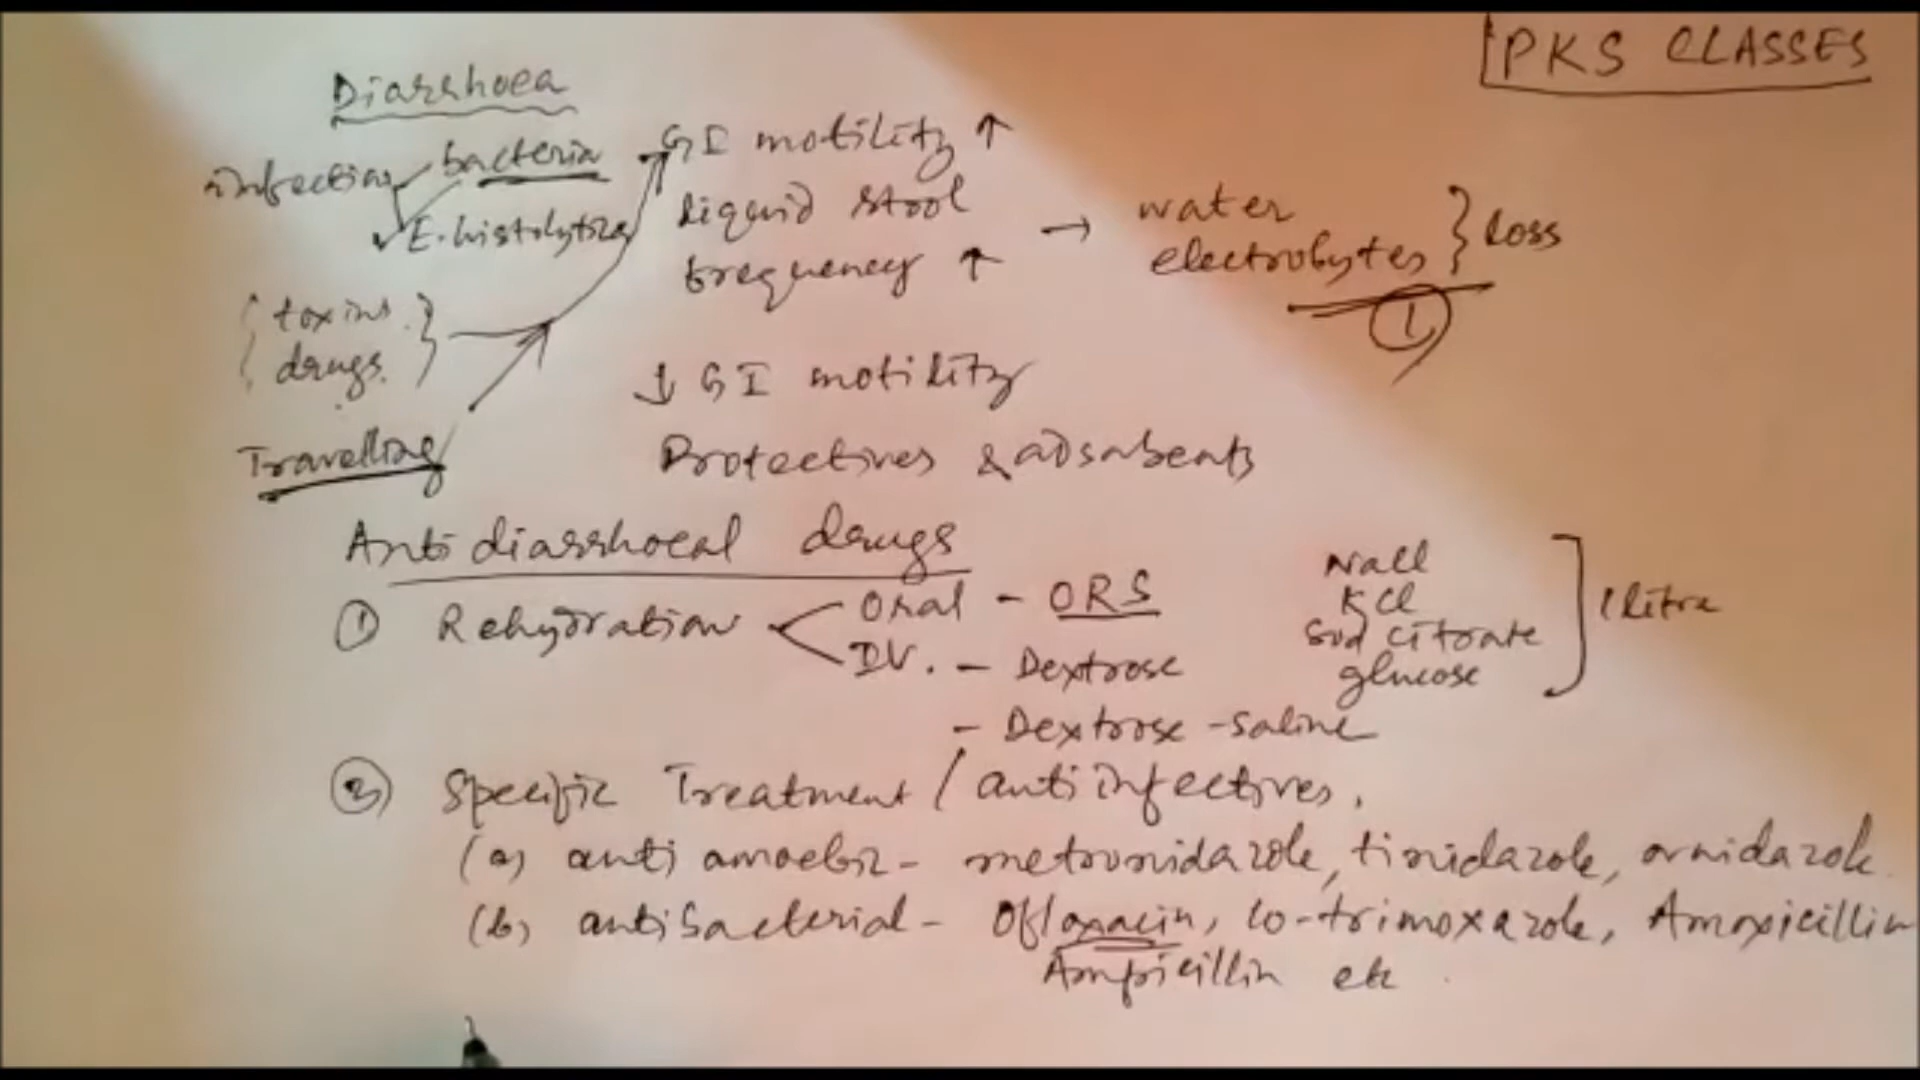 PKS CLASSES
Diarrhoea
infection bacteria
E. histolytica
toxins
drugs
Travelling
GI motility ↑
liquid stool
frequency ↑
→ water
electrolytes } loss
1
↓ GI motility
Protectives & adsorbents
Antidiarrhoeal drugs
① Rehydration
Oral - ORS
IV. - Dextrose
- Dextrose - saline
NaCl
KCl
Sod citrate
glucose
1 litre
② Specific Treatment / antiinfectives.
(a) anti amoebic - metronidazole, tinidazole, ornidazole
(b) antibacterial - Ofloxacin, Co-trimoxazole, Amoxicillin
Ampicillin etc